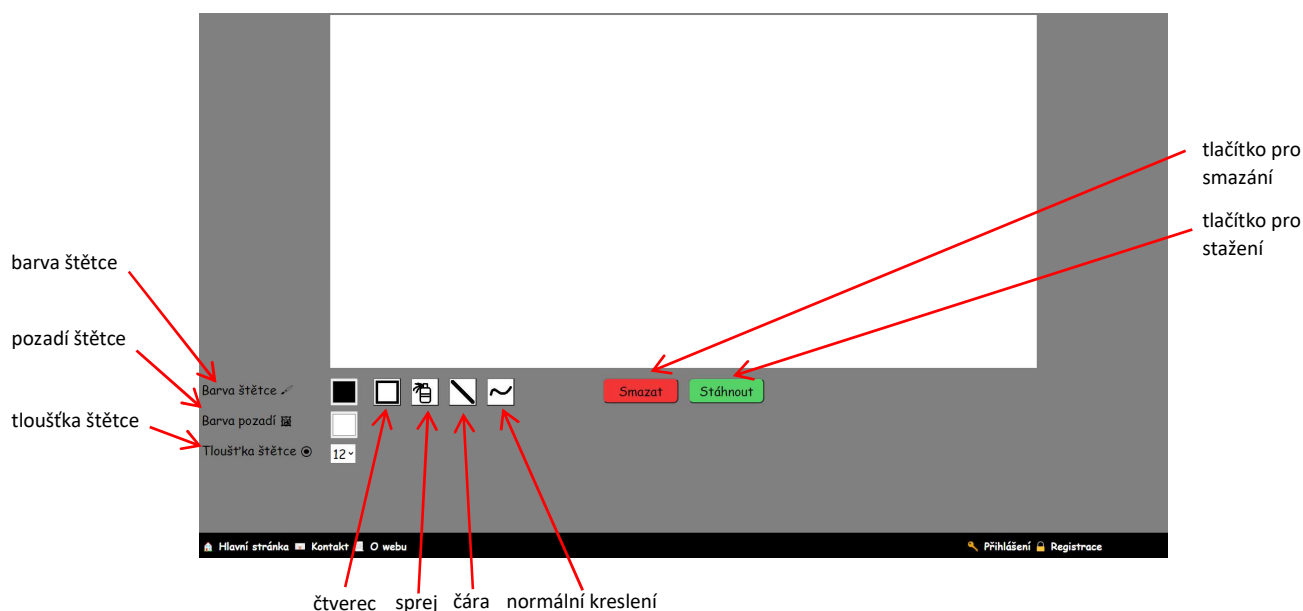 tlačítko pro
smazání
tlačítko pro
stažení
barva štětce
pozadí štětce
tloušťka štětce
Barva štětce
Smazat
Stáhnout
Barva pozadí
Tloušťka štětce
12
Hlavní stránka Kontakt O webu
Přihlášení Registrace
čtverec sprej čára normální kreslení